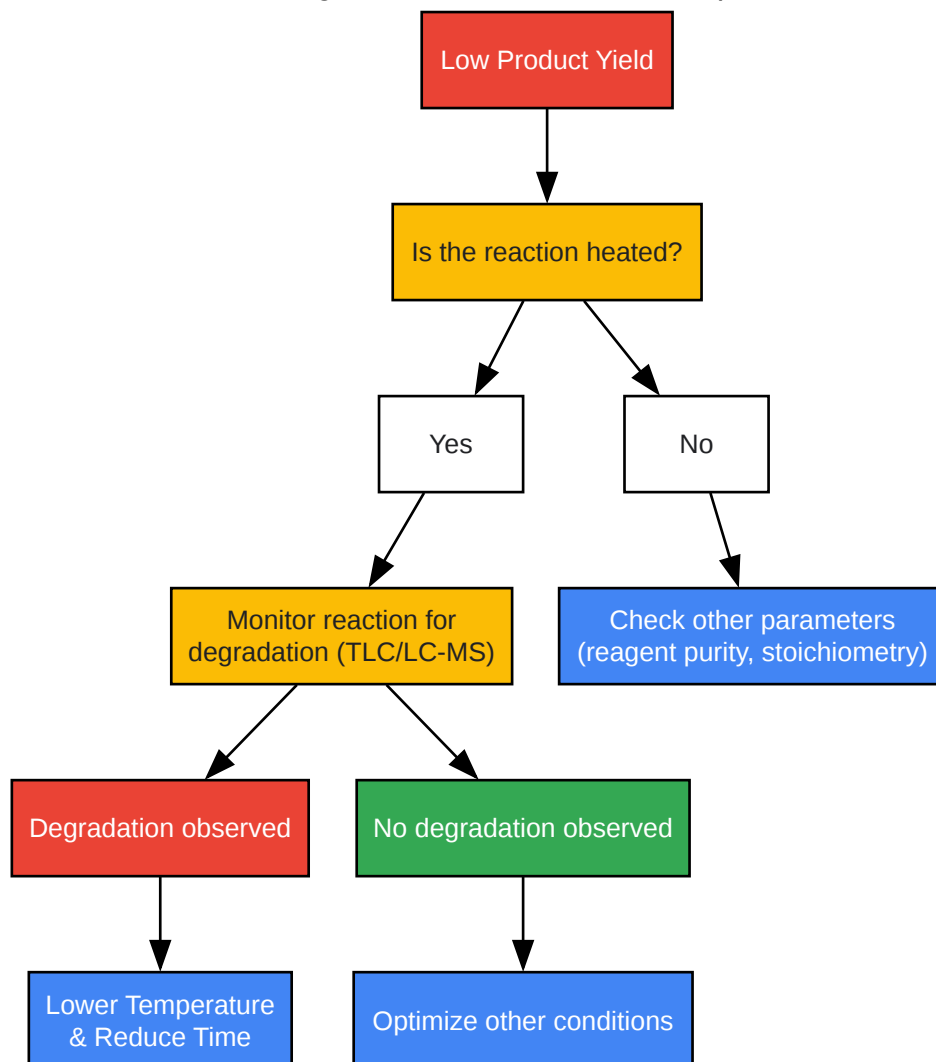 Low Product Yield
Is the reaction heated?
Yes
No
Monitor reaction for
degradation (TLC/LC-MS)
Check other parameters
(reagent purity, stoichiometry)
Degradation observed
No degradation observed
Lower Temperature
& Reduce Time
Optimize other conditions